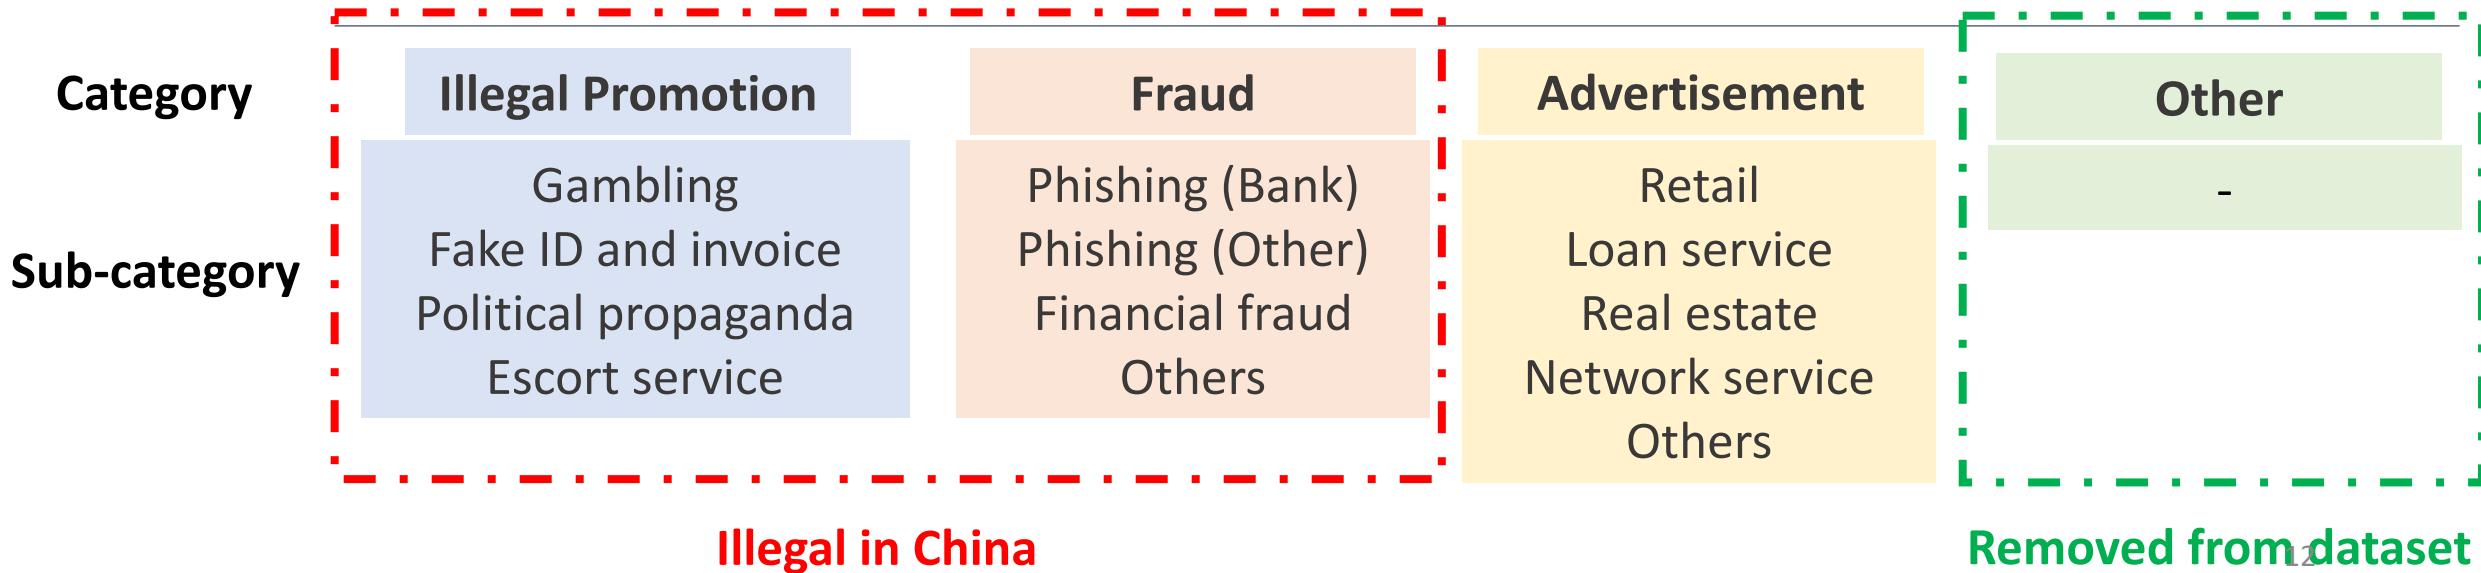 Category
Illegal Promotion
Fraud
Advertisement
Other
Sub-category
Gambling
Fake ID and invoice
Political propaganda
Escort service
Phishing (Bank)
Phishing (Other)
Financial fraud
Others
Retail
Loan service
Real estate
Network service
Others
-
Illegal in China
Removed from dataset
12